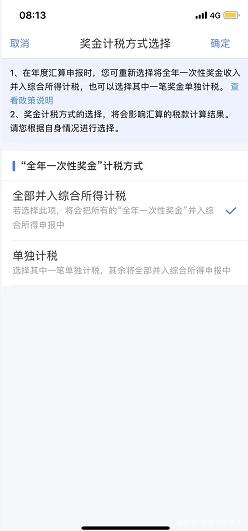 08:13
4G
取消
奖金计税方式选择
确定
1、在年度汇算申报时，您可重新选择将全年一次性奖金收入
并入综合所得计税，也可以选择其中一笔奖金单独计税。查
看政策说明
2、奖金计税方式的选择，将会影响汇算的税款计算结果。
请您根据自身情况进行选择。
“全年一次性奖金”计税方式
全部并入综合所得计税
若选择此项，将会把所有的“全年一次性奖金”并入综
合所得申报中
单独计税
选择其中一笔单独计税，其余将全部并入综合所得申报中